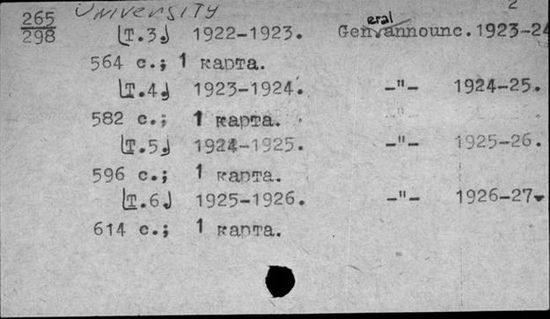 University
2
265
298
[Т.3.] 1922-1923. General announc. 1923-24
564 с.; 1 карта.
[Т.4.] 1923-1924. -"- 1924-25.
582 с.; 1 карта.
[Т.5.] 1924-1925. -"- 1925-26.
596 с.; 1 карта.
[Т.6.] 1925-1926. -"- 1926-27.
614 с.; 1 карта.